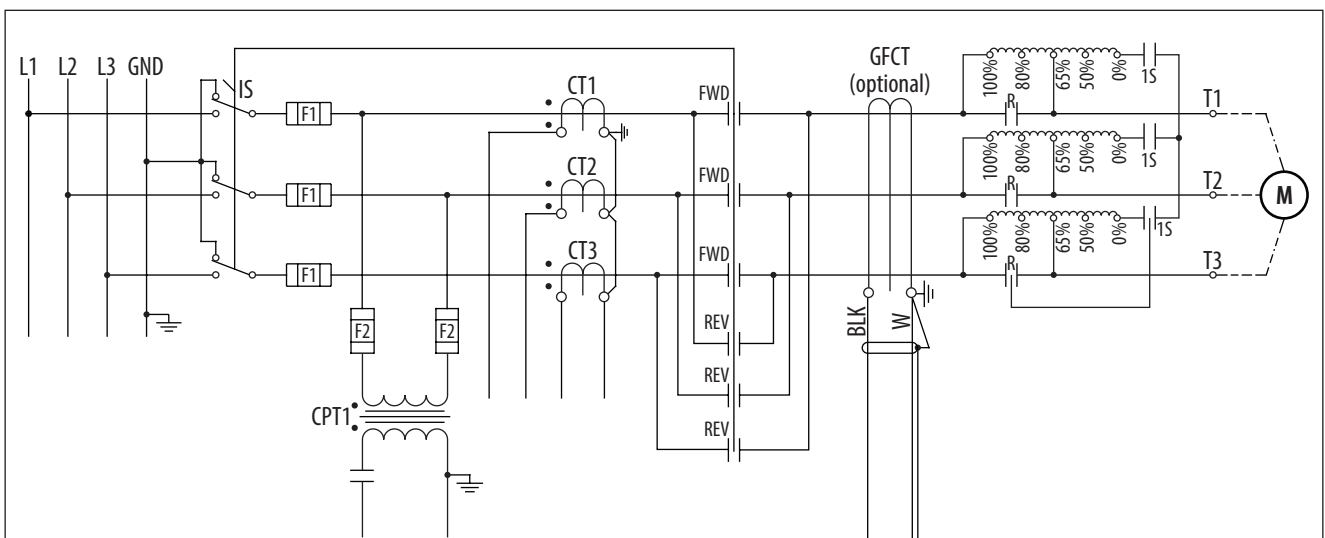 L1 L2 L3 GND
IS
F1
F1
F1
F2
F2
CPT1
CT1
CT2
CT3
FWD
FWD
FWD
REV
REV
REV
GFCT
(optional)
BLK
W
100% 80% 65% 50% 0%
1S
R
100% 80% 65% 50% 0%
1S
R
100% 80% 65% 50% 0%
1S
R
T1
T2
T3
M